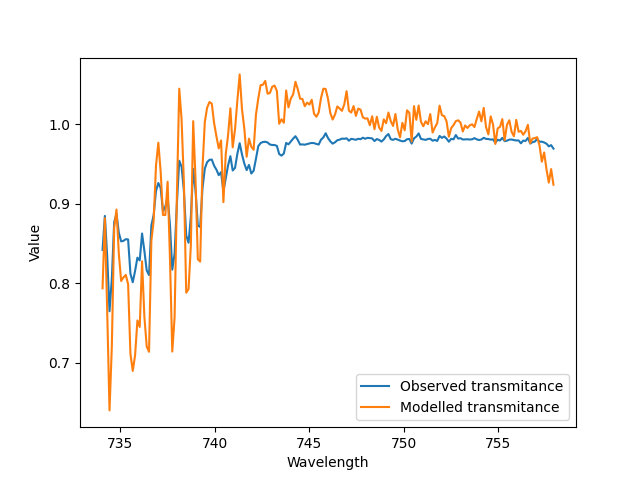 1.0
0.9
0.8
0.7
Value
735
740
745
750
755
Wavelength
Observed transmitance
Modelled transmitance